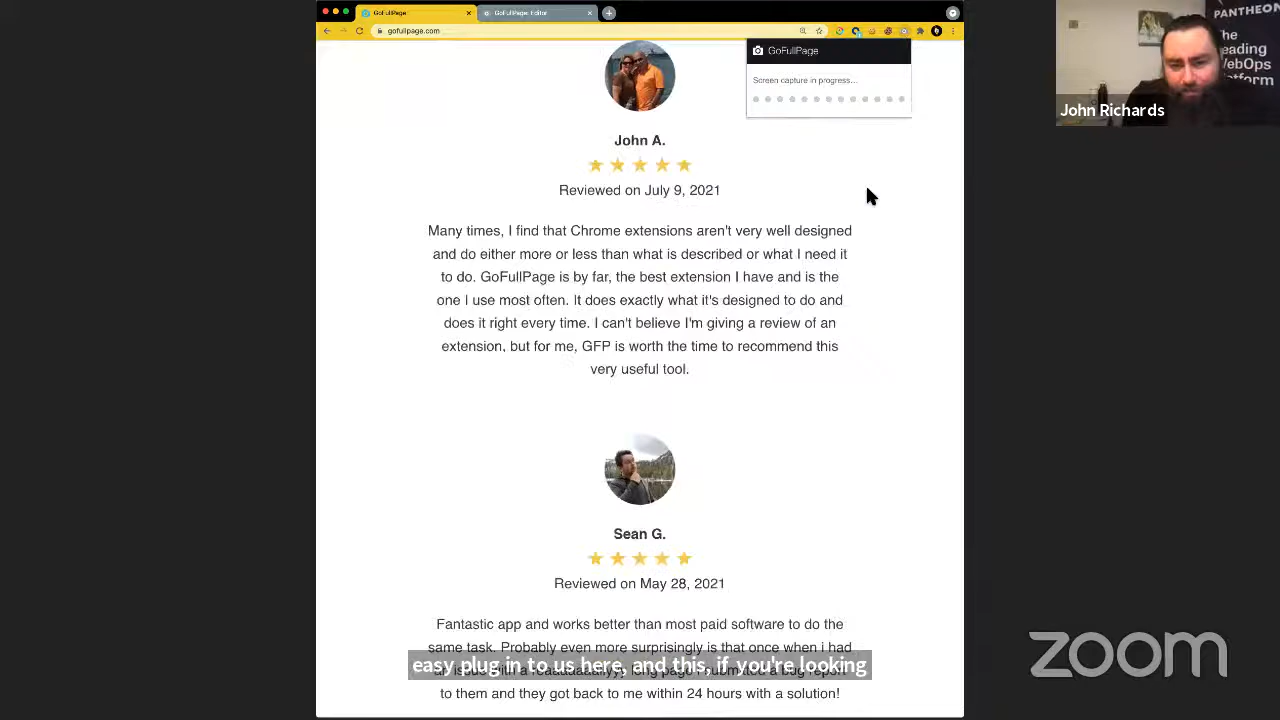 GoFullPage
GoFullPage: Editor
gofullpage.com
GoFullPage
Screen capture in progress...
John A.
Reviewed on July 9, 2021
Many times, I find that Chrome extensions aren't very well designed
and do either more or less than what is described or what I need it
to do. GoFullPage is by far, the best extension I have and is the
one I use most often. It does exactly what it's designed to do and
does it right every time. I can't believe I'm giving a review of an
extension, but for me, GFP is worth the time to recommend this
very useful tool.
Sean G.
Reviewed on May 28, 2021
Fantastic app and works better than most paid software to do the
same task. Probably even more surprisingly is that once when i had
easy plug in to us here, and this, if you're looking
to them and they got back to me within 24 hours with a solution!
PANTHEON
The
Leading
WebOps
Platform
John Richards
zoom